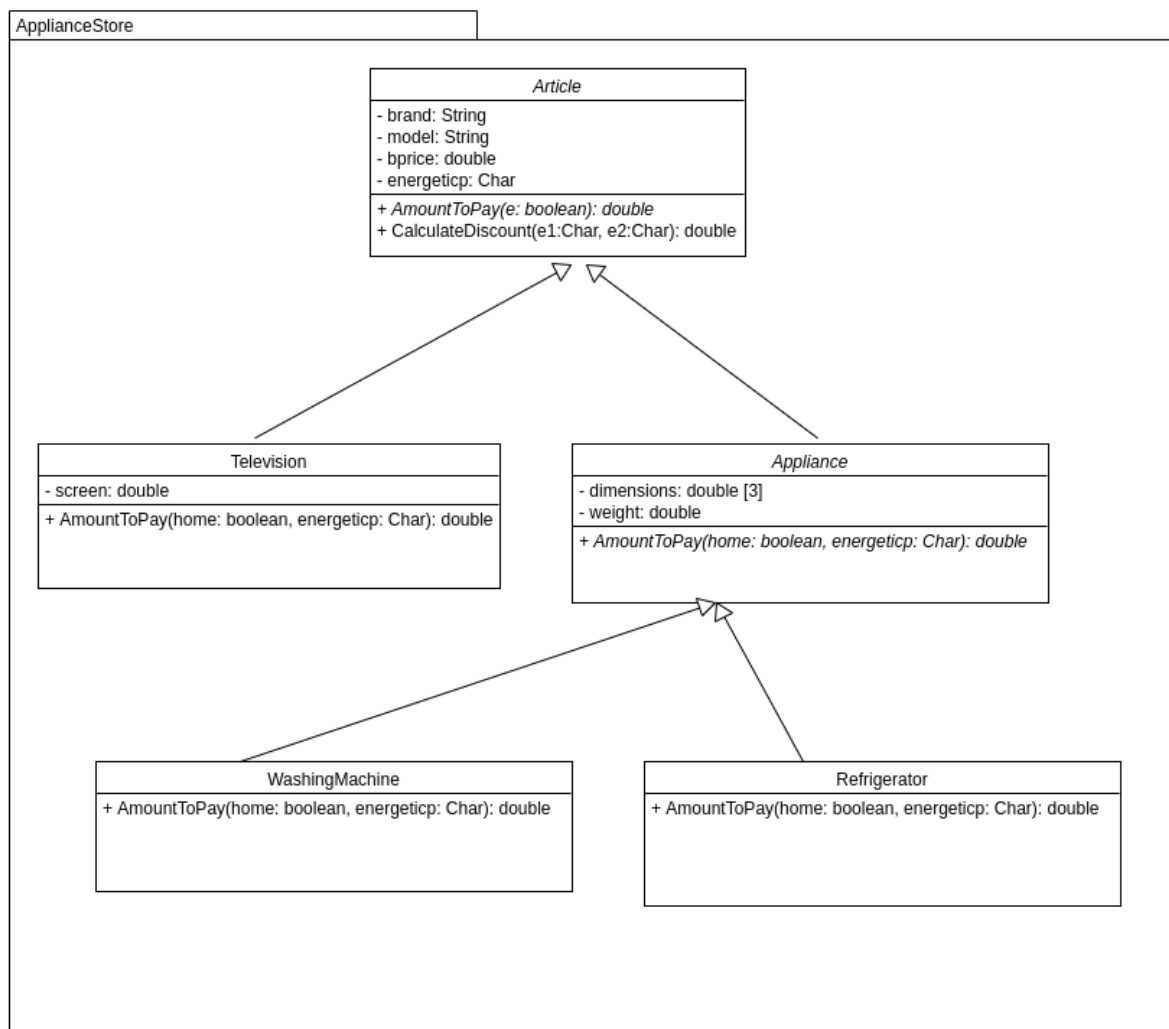 ApplianceStore
Article
- brand: String
- model: String
- bprice: double
- energeticp: Char
+ AmountToPay(e: boolean): double
+ CalculateDiscount(e1:Char, e2:Char): double
Television
- screen: double
+ AmountToPay(home: boolean, energeticp: Char): double
Appliance
- dimensions: double [3]
- weight: double
+ AmountToPay(home: boolean, energeticp: Char): double
WashingMachine
+ AmountToPay(home: boolean, energeticp: Char): double
Refrigerator
+ AmountToPay(home: boolean, energeticp: Char): double